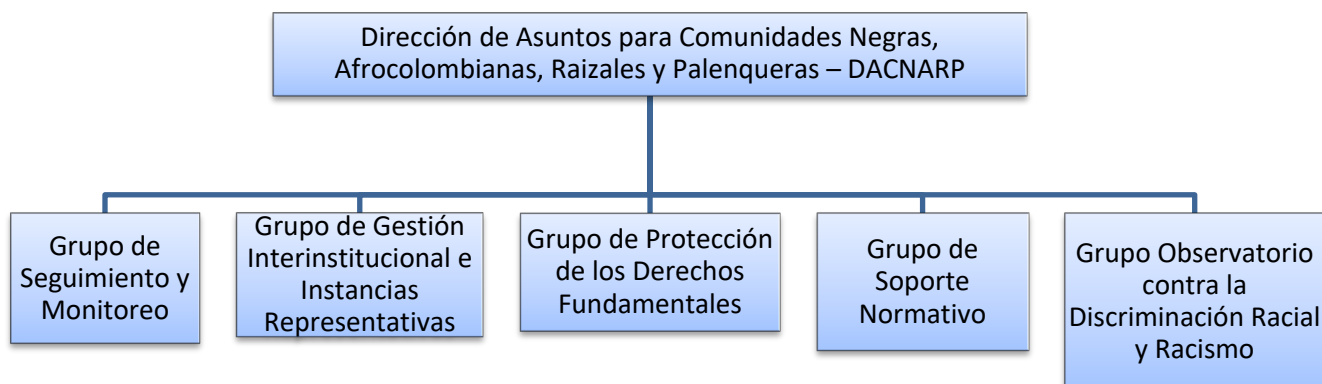 Dirección de Asuntos para Comunidades Negras,
Afrocolombianas, Raizales y Palenqueras – DACNARP
Grupo de
Seguimiento y
Monitoreo
Grupo de Gestión
Interinstitucional e
Instancias
Representativas
Grupo de Protección
de los Derechos
Fundamentales
Grupo de
Soporte
Normativo
Grupo Observatorio
contra la
Discriminación Racial
y Racismo